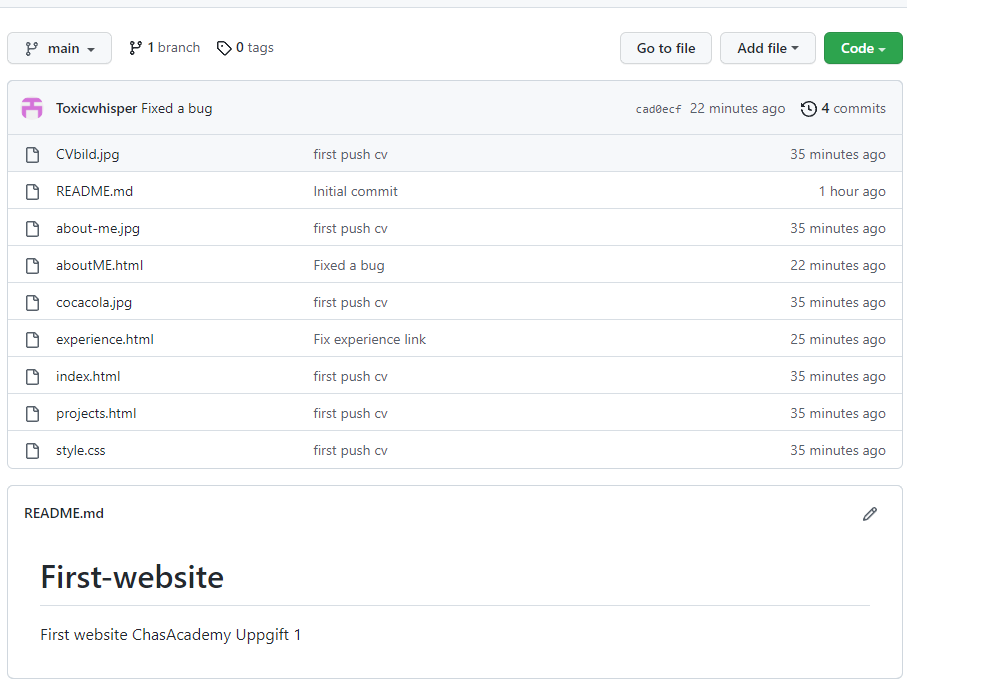 main 1 branch 0 tags Go to file Add file Code
Toxicwhisper Fixed a bug cad0ecf 22 minutes ago 4 commits
CVbild.jpg first push cv 35 minutes ago
README.md Initial commit 1 hour ago
about-me.jpg first push cv 35 minutes ago
aboutME.html Fixed a bug 22 minutes ago
cocacola.jpg first push cv 35 minutes ago
experience.html Fix experience link 25 minutes ago
index.html first push cv 35 minutes ago
projects.html first push cv 35 minutes ago
style.css first push cv 35 minutes ago
README.md
First-website
First website ChasAcademy Uppgift 1